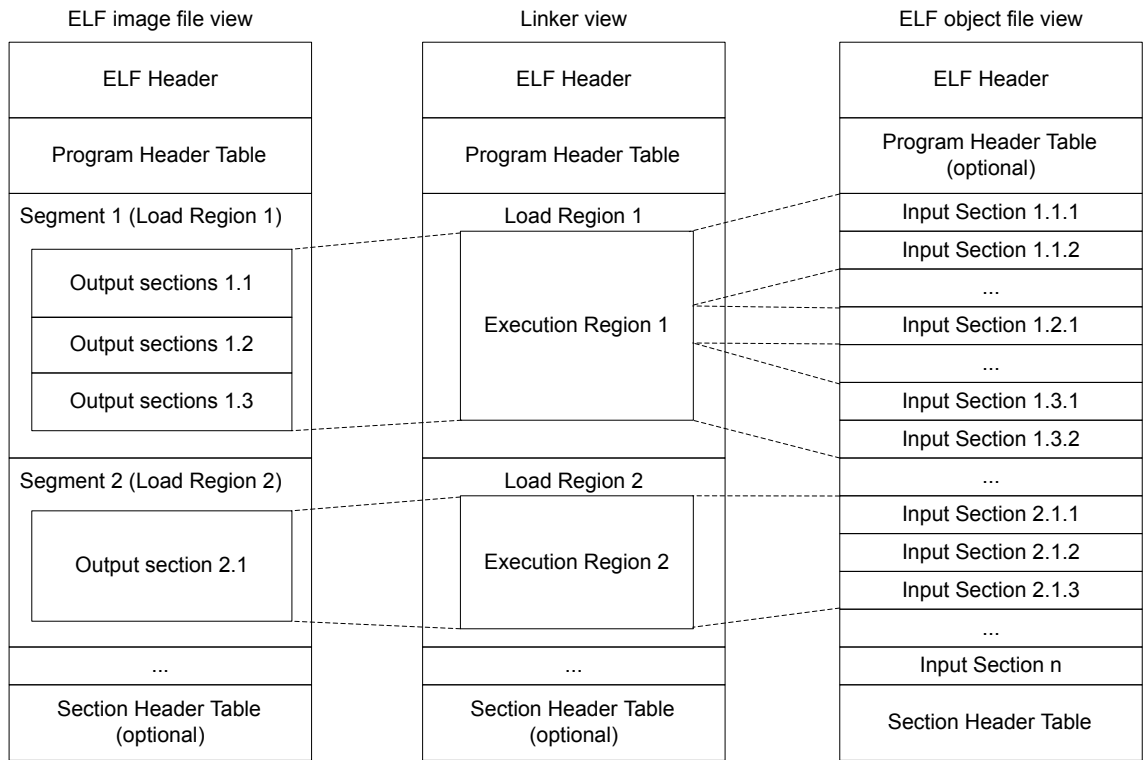 ELF image file view
ELF Header
Program Header Table
Segment 1 (Load Region 1)
Output sections 1.1
Output sections 1.2
Output sections 1.3
Segment 2 (Load Region 2)
Output section 2.1
...
Section Header Table
(optional)
Linker view
ELF Header
Program Header Table
Load Region 1
Execution Region 1
Load Region 2
Execution Region 2
...
Section Header Table
(optional)
ELF object file view
ELF Header
Program Header Table
(optional)
Input Section 1.1.1
Input Section 1.1.2
...
Input Section 1.2.1
...
Input Section 1.3.1
Input Section 1.3.2
...
Input Section 2.1.1
Input Section 2.1.2
Input Section 2.1.3
...
Input Section n
Section Header Table